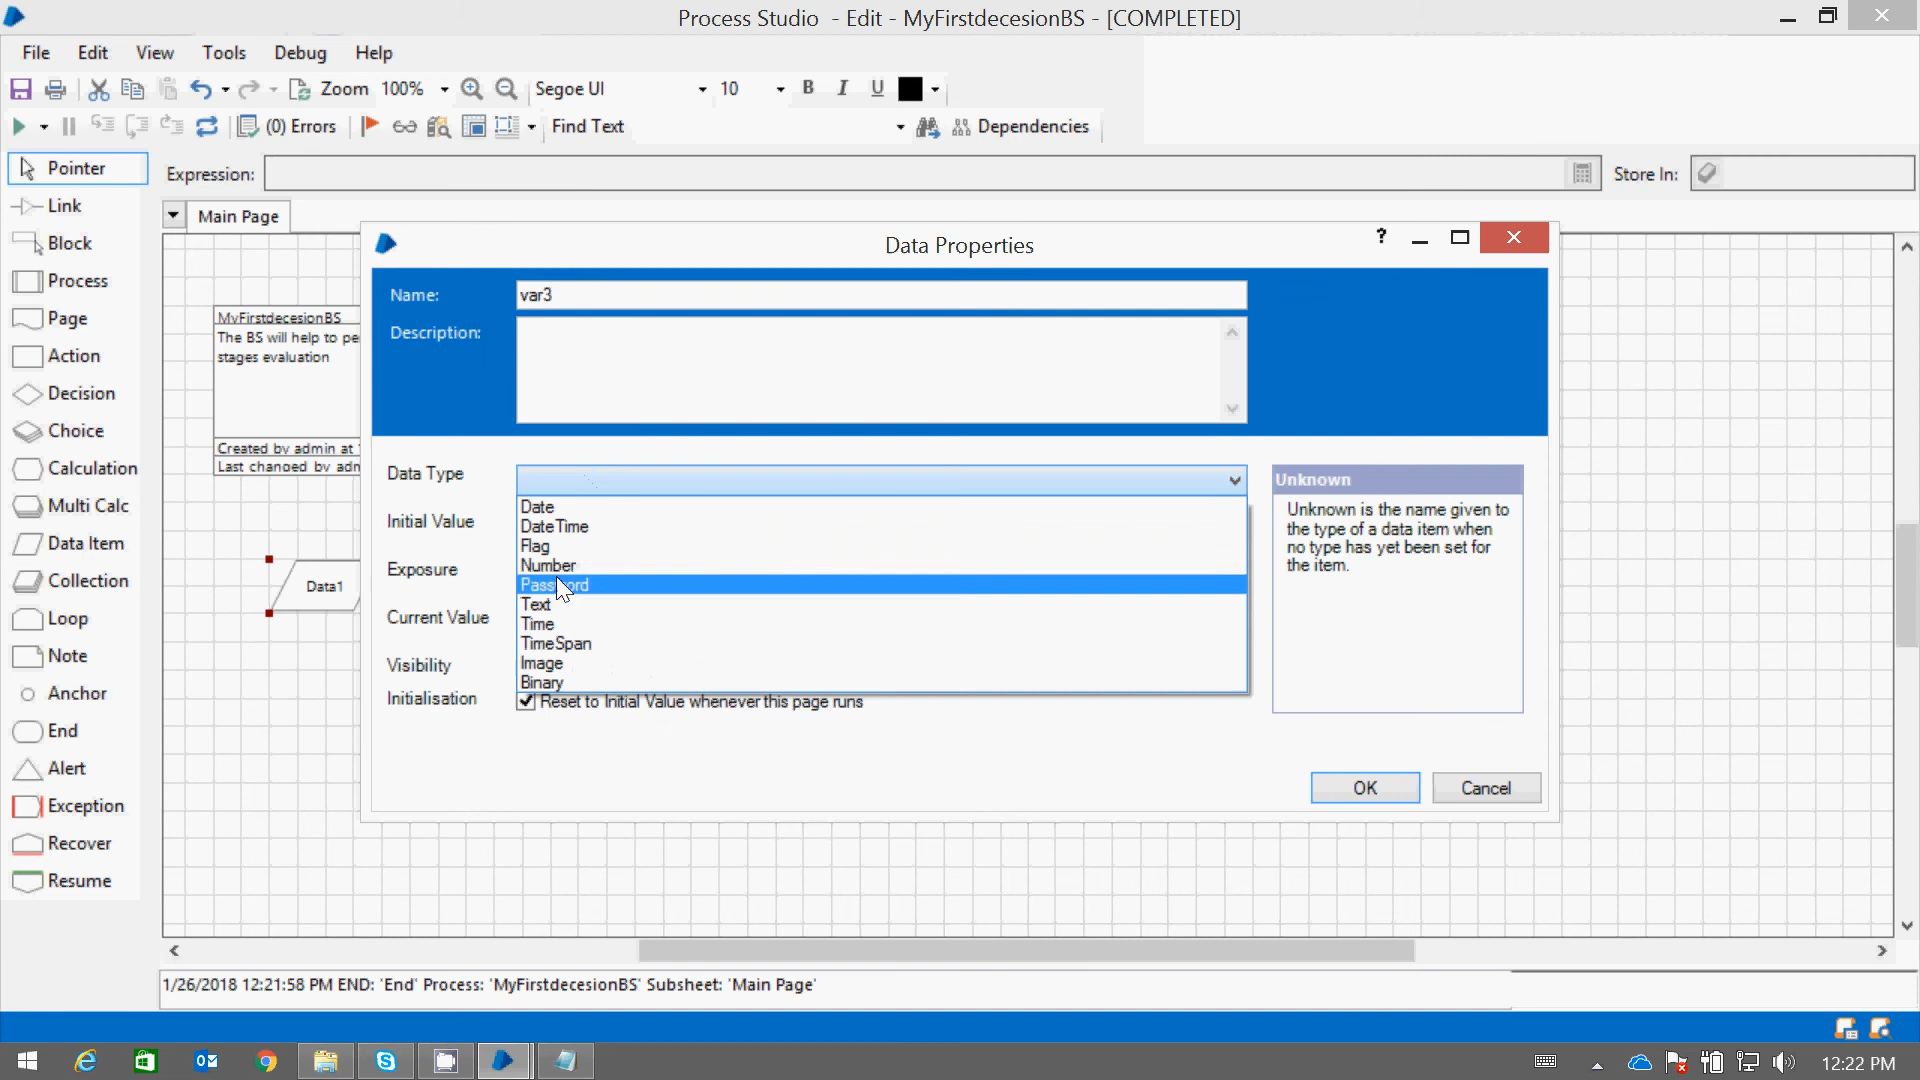 Process Studio  - Edit - MyFirstdecesionBS - [COMPLETED]
File Edit View Tools Debug Help
Zoom 100% Segoe UI 10 B I U
(0) Errors Find Text Dependencies
Pointer
Expression: Store In:
Link
Main Page
Block
Process
Page
Action
Decision
Choice
Calculation
Multi Calc
Data Item
Collection
Loop
Note
Anchor
End
Alert
Exception
Recover
Resume
MyFirstdecesionBS
The BS will help to pe
stages evaluation
Created by admin at
Last changed by adm
Data1
Data Properties
?
Name: var3
Description:
Data Type
Initial Value
Exposure
Current Value
Visibility
Initialisation
Date
DateTime
Flag
Number
Password
Text
Time
TimeSpan
Image
Binary
Reset to Initial Value whenever this page runs
Unknown
Unknown is the name given to
the type of a data item when
no type has yet been set for
the item.
OK Cancel
1/26/2018 12:21:58 PM END: 'End' Process: 'MyFirstdecesionBS' Subsheet: 'Main Page'
12:22 PM